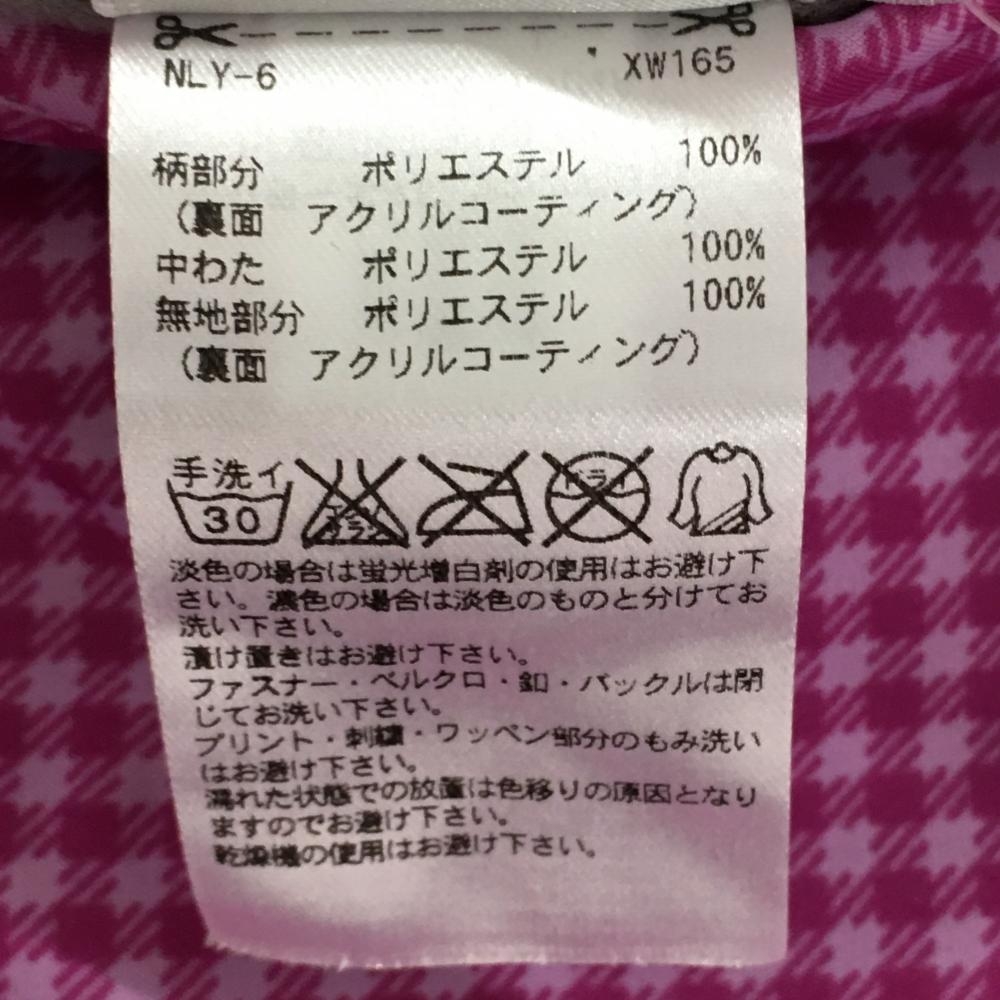 NLY-6 XW165
柄部分 ポリエステル 100%
(裏面 アクリルコーティング)
中わた ポリエステル 100%
無地部分 ポリエステル 100%
(裏面 アクリルコーティング)
手洗イ
30
エンソ
サラシ
ドライ
淡色の場合は蛍光増白剤の使用はお避け下
さい。濃色の場合は淡色のものと分けてお
洗い下さい。
漬け置きはお避け下さい。
ファスナー・ベルクロ・釦・バックルは閉
じてお洗い下さい。
プリント・刺繍・ワッペン部分のもみ洗い
はお避け下さい。
濡れた状態での放置は色移りの原因となり
ますのでお避け下さい。
乾燥機の使用はお避け下さい。